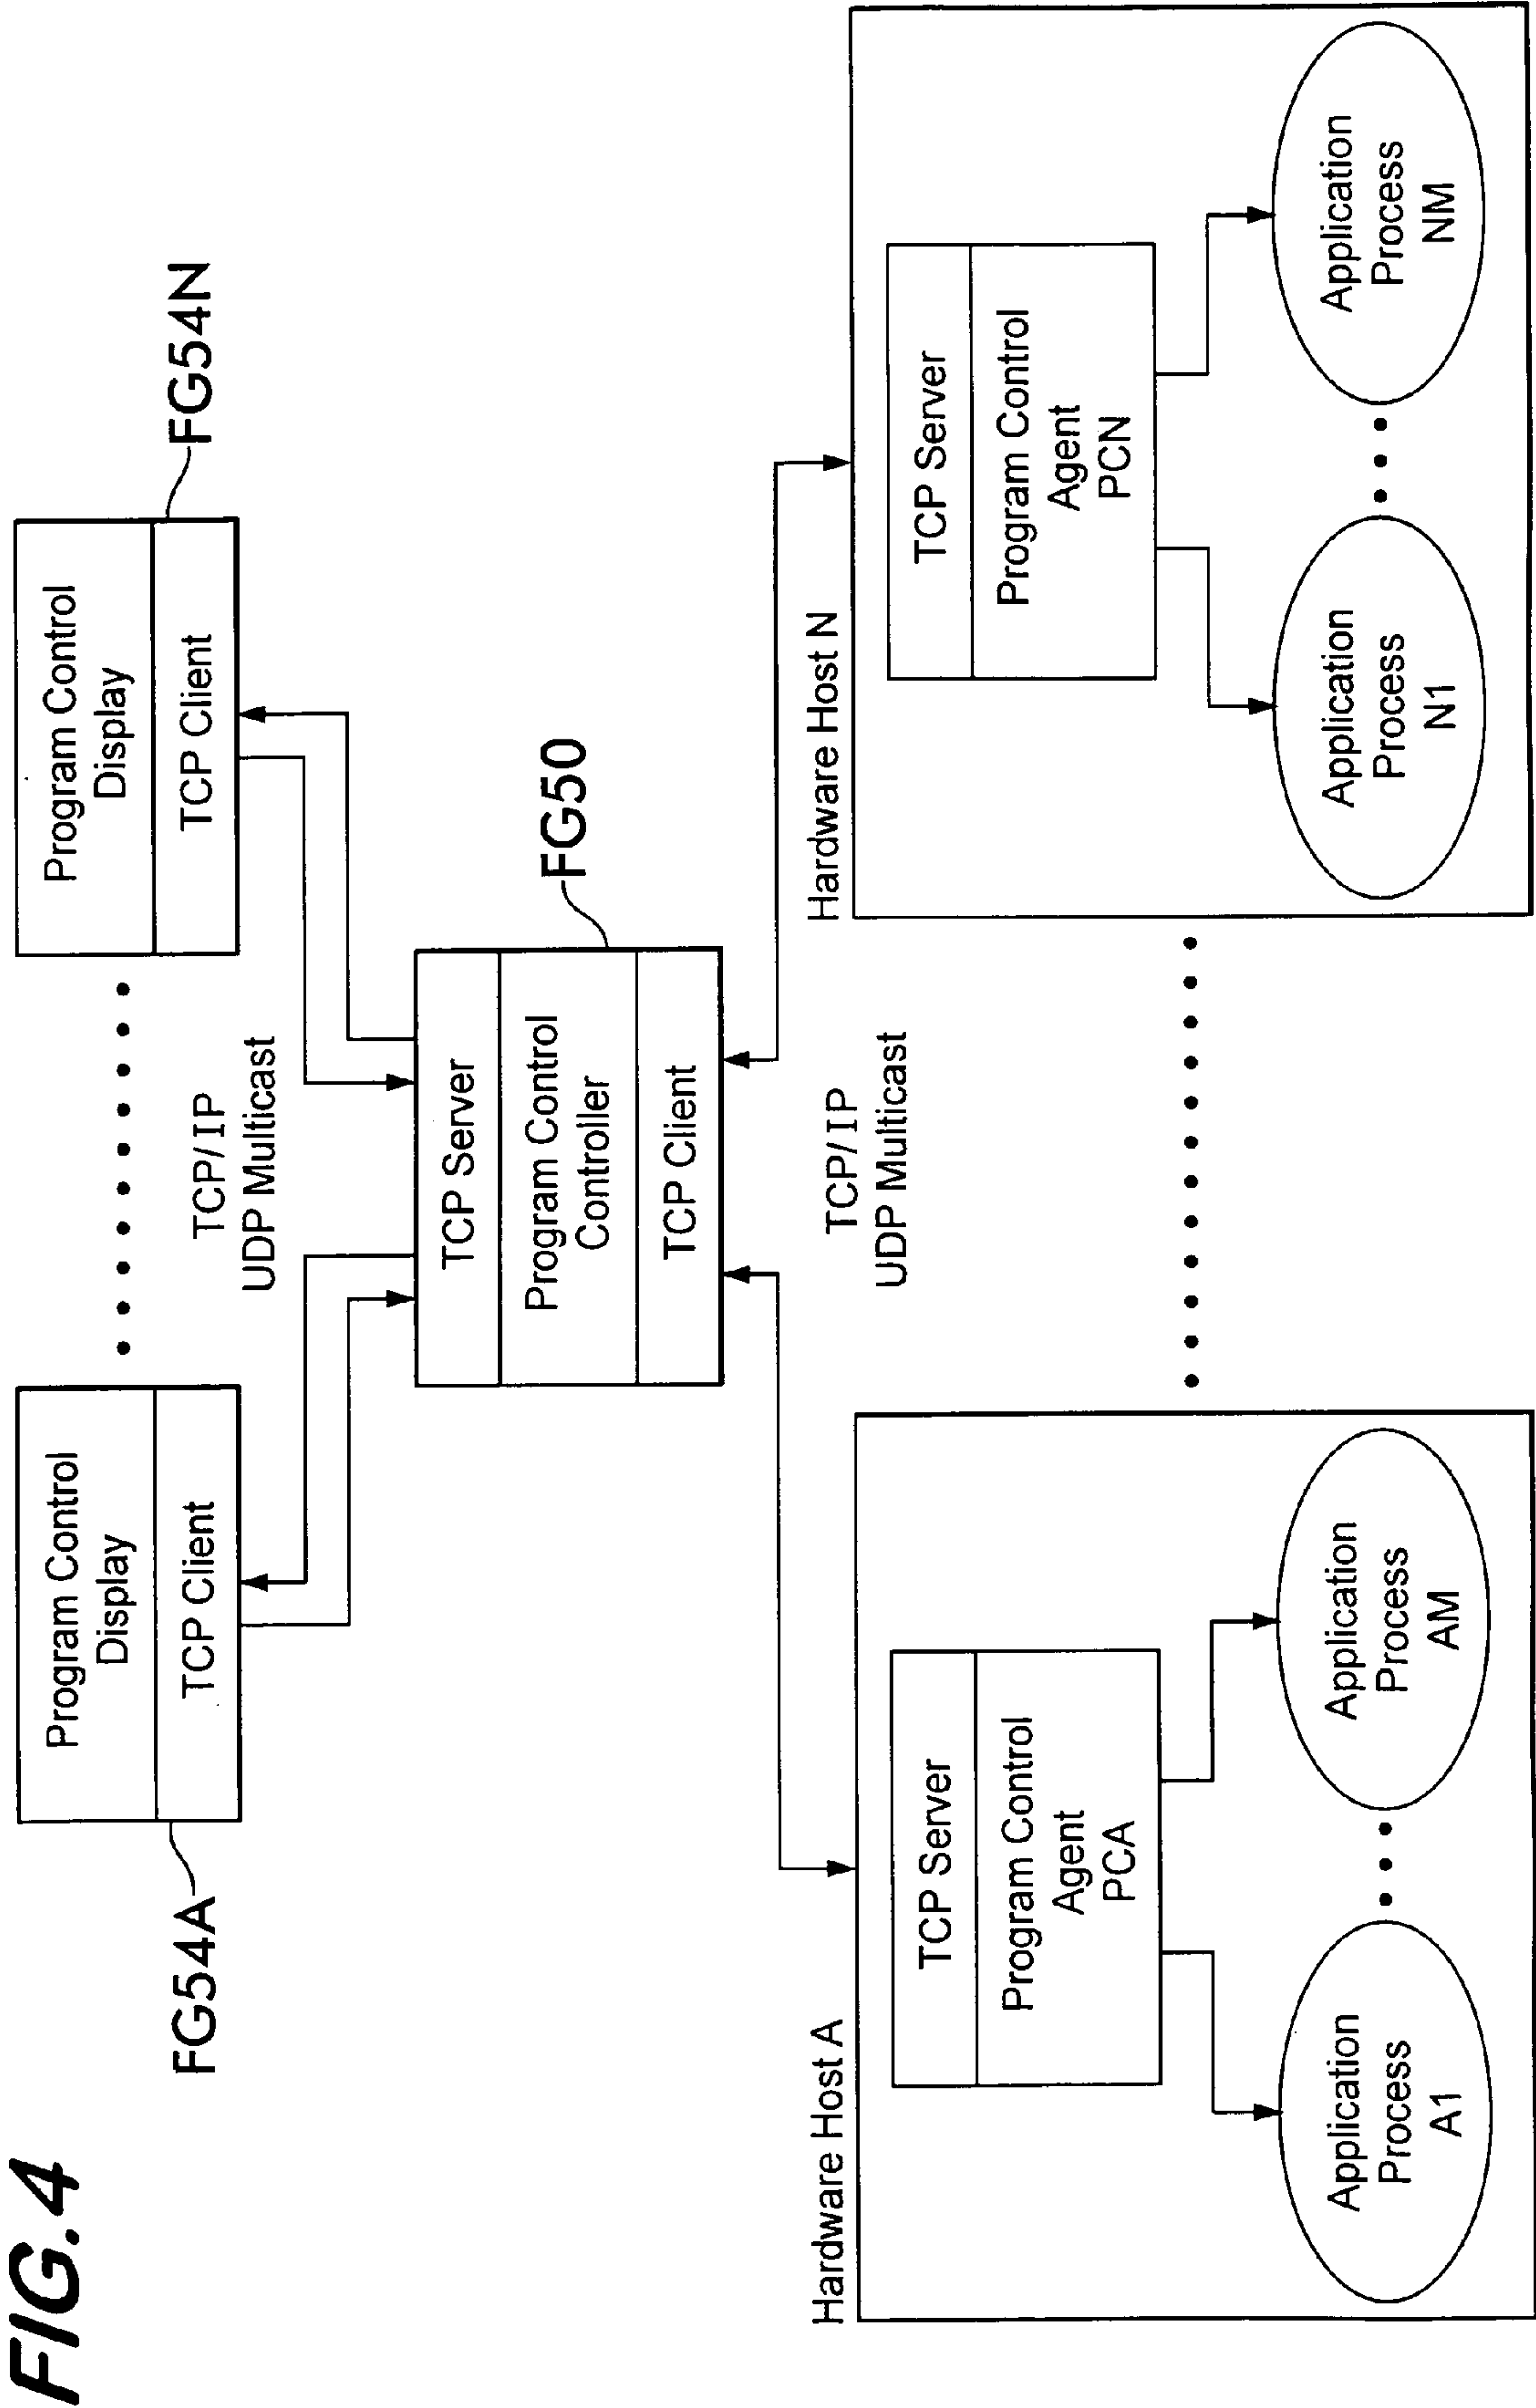 FIG.4
Program Control
Display
TCP Client
FG54A
Program Control
Display
TCP Client
FG54N
TCP/IP
UDP Multicast
TCP Server
Program Control
Controller
TCP Client
FG50
TCP/IP
UDP Multicast
Hardware Host A
TCP Server
Program Control
Agent
PCA
Application
Process
A1
Application
Process
AM
Hardware Host N
TCP Server
Program Control
Agent
PCN
Application
Process
N1
Application
Process
NM